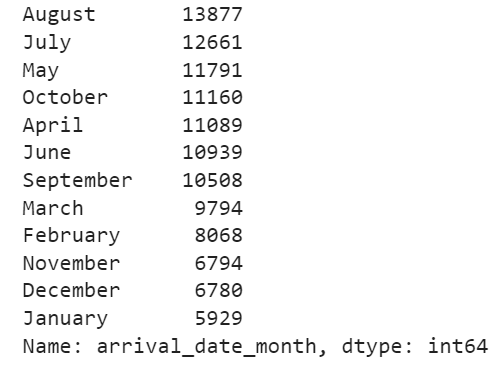 August 13877
July 12661
May 11791
October 11160
April 11089
June 10939
September 10508
March 9794
February 8068
November 6794
December 6780
January 5929
Name: arrival_date_month, dtype: int64